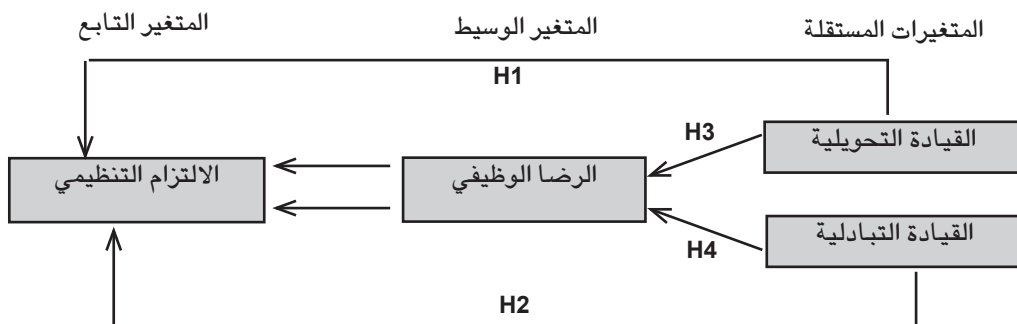 المتغيرات المستقلة
المتغير الوسيط
المتغير التابع
H1
H3
القيادة التحويلية
الرضا الوظيفي
الالتزام التنظيمي
القيادة التبادلية
H4
H2